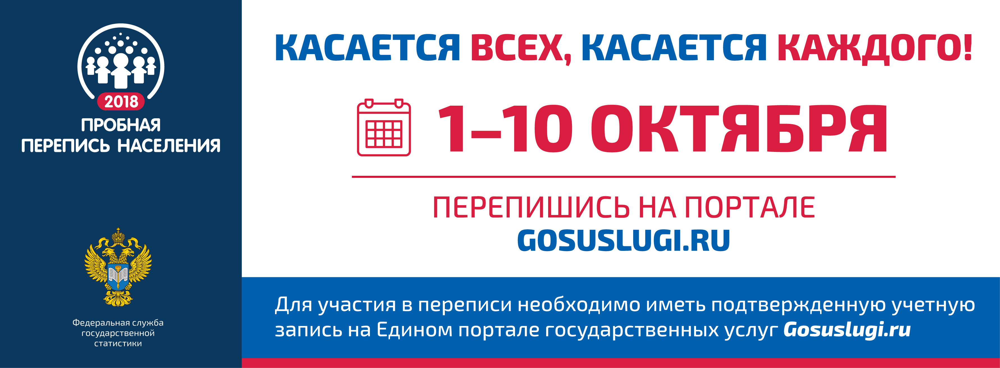 2018
ПРОБНАЯ
ПЕРЕПИСЬ НАСЕЛЕНИЯ
Федеральная служба
государственной
статистики
КАСАЕТСЯ ВСЕХ, КАСАЕТСЯ КАЖДОГО!
1–10 ОКТЯБРЯ
ПЕРЕПИШИСЬ НА ПОРТАЛЕ
GOSUSLUGI.RU
Для участия в переписи необходимо иметь подтвержденную учетную
запись на Едином портале государственных услуг Gosuslugi.ru